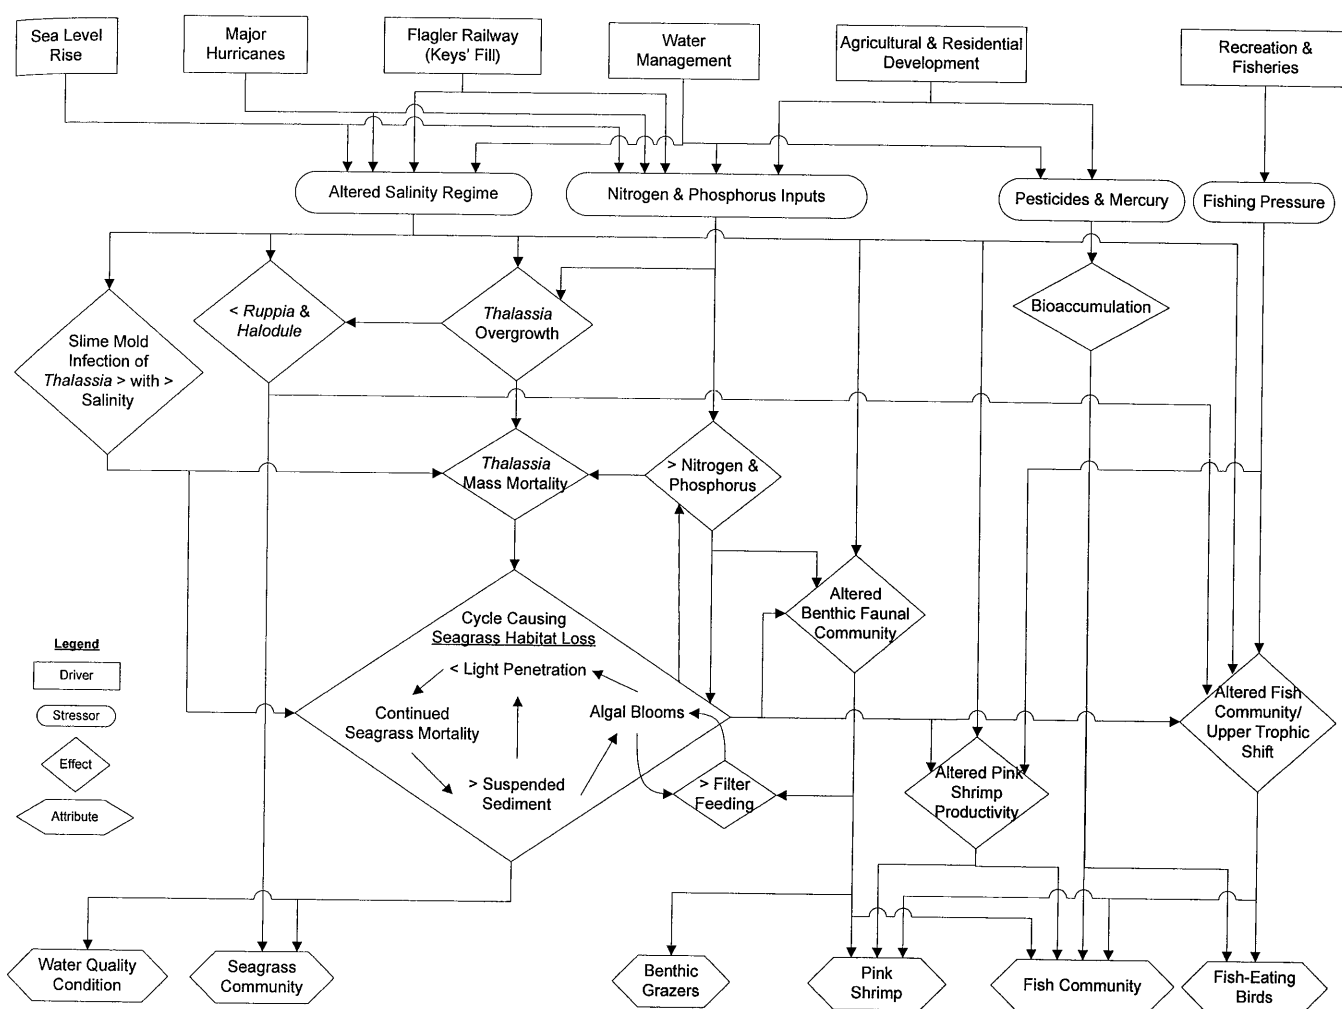 Sea Level
Rise
Major
Hurricanes
Flagler Railway
(Keys' Fill)
Water
Management
Agricultural & Residential
Development
Recreation &
Fisheries
Altered Salinity Regime
Nitrogen & Phosphorus Inputs
Pesticides & Mercury
Fishing Pressure
Slime Mold
Infection of
Thalassia > with >
Salinity
< Ruppia &
Halodule
Thalassia
Overgrowth
Bioaccumulation
Thalassia
Mass Mortality
> Nitrogen &
Phosphorus
Altered
Benthic Faunal
Community
Cycle Causing
Seagrass Habitat Loss
< Light Penetration
Continued
Seagrass Mortality
Algal Blooms
> Suspended
Sediment
> Filter
Feeding
Altered Pink
Shrimp
Productivity
Altered Fish
Community/
Upper Trophic
Shift
Legend
Driver
Stressor
Effect
Attribute
Water Quality
Condition
Seagrass
Community
Benthic
Grazers
Pink
Shrimp
Fish Community
Fish-Eating
Birds